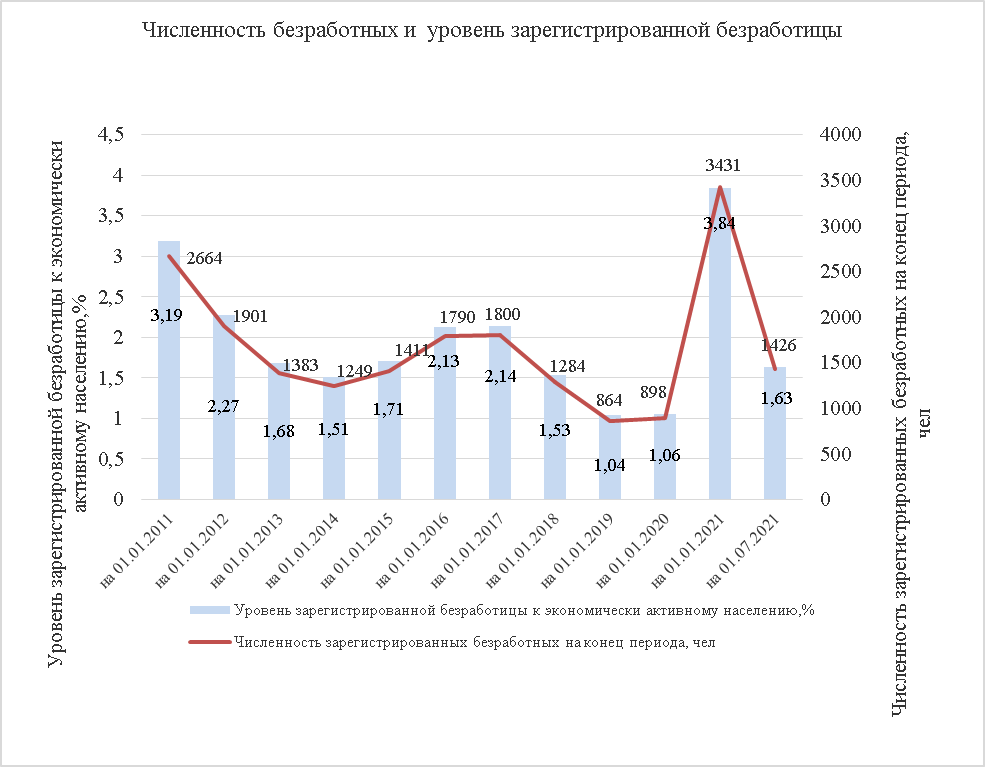 Численность безработных и уровень зарегистрированной безработицы
Уровень зарегистрированной безработицы к экономически
активному населению,%
4,5
4
3,5
3
2,5
2
1,5
1
0,5
0
4000
3500
3000
2500
2000
1500
1000
500
0
Численность зарегистрированных безработных на конец периода,
чел
2664
1901
1383
1249
1411
1790
1800
1284
864
898
3431
1426
3,19
2,27
1,68
1,51
1,71
2,13
2,14
1,53
1,04
1,06
3,84
1,63
на 01.01.2011
на 01.01.2012
на 01.01.2013
на 01.01.2014
на 01.01.2015
на 01.01.2016
на 01.01.2017
на 01.01.2018
на 01.01.2019
на 01.01.2020
на 01.01.2021
на 01.07.2021
Уровень зарегистрированной безработицы к экономически активному населению,%
Численность зарегистрированных безработных на конец периода, чел